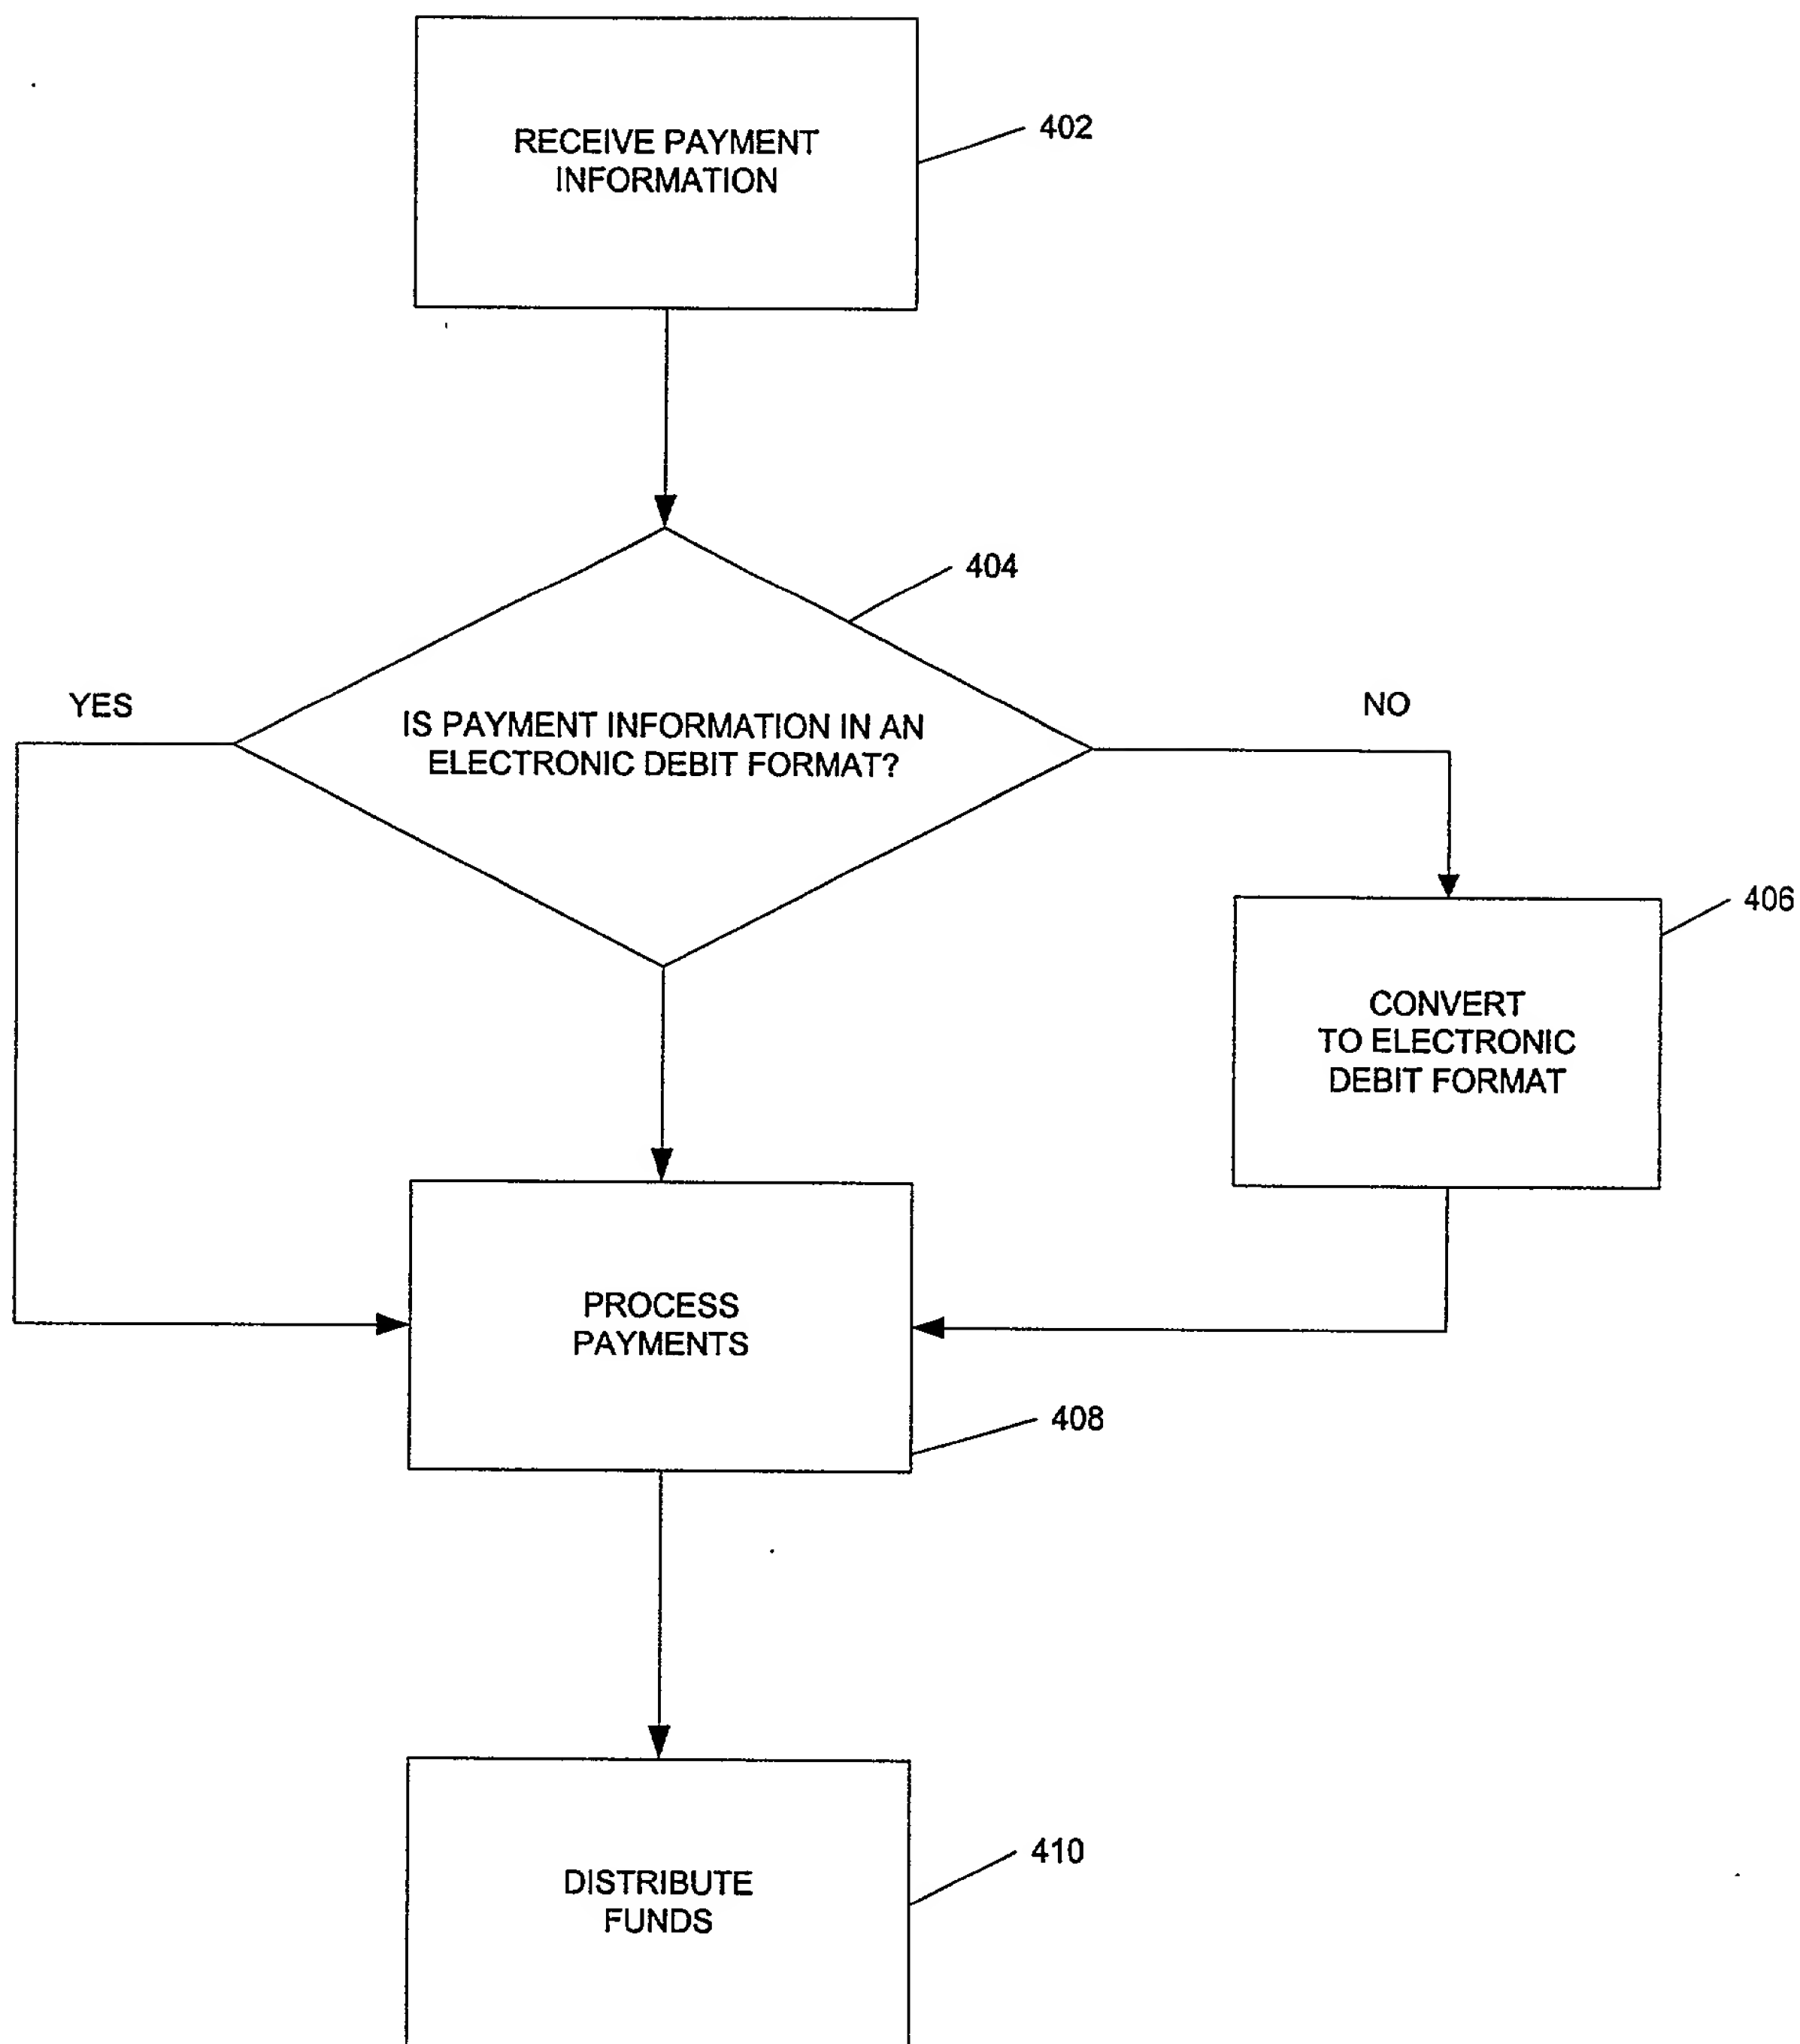 RECEIVE PAYMENT
INFORMATION
402
404
YES
NO
IS PAYMENT INFORMATION IN AN
ELECTRONIC DEBIT FORMAT?
406
CONVERT
TO ELECTRONIC
DEBIT FORMAT
PROCESS
PAYMENTS
408
410
DISTRIBUTE
FUNDS